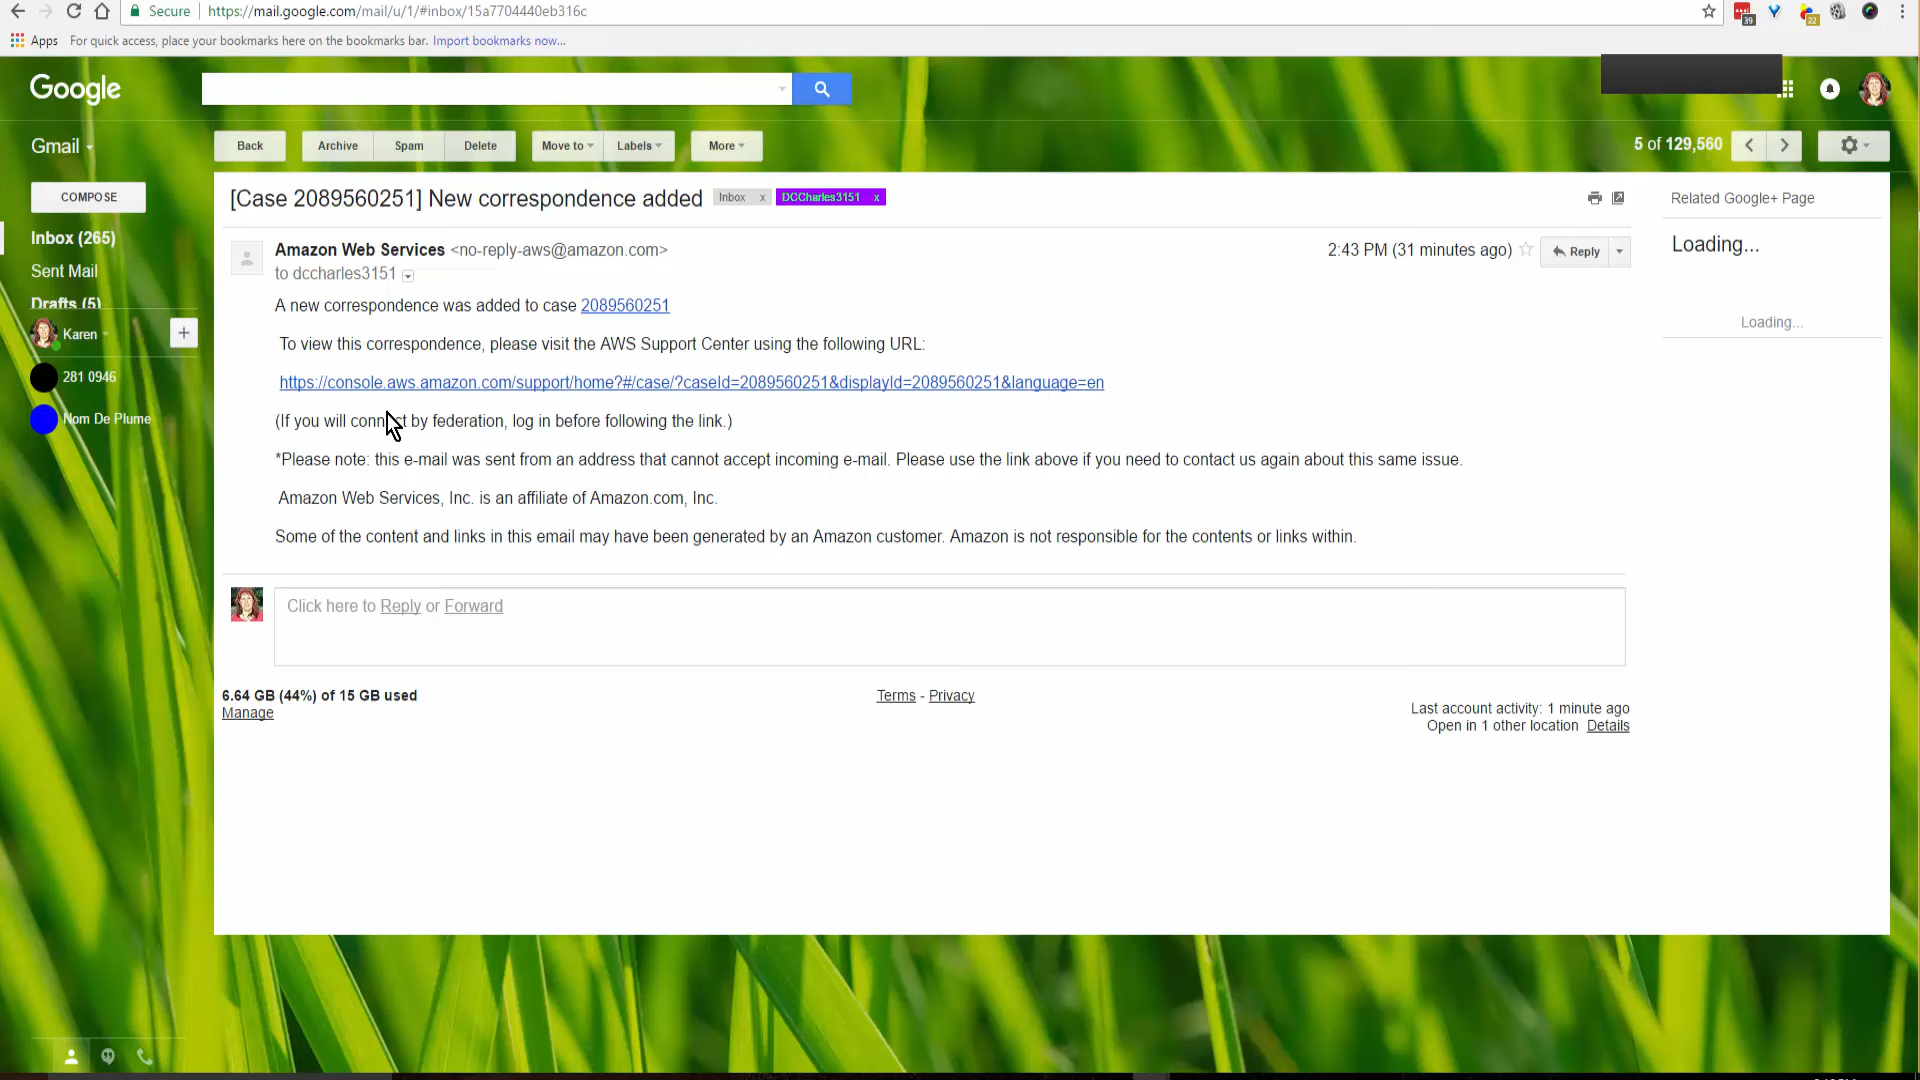 Secure https://mail.google.com/mail/u/1/#inbox/15a7704440eb316c
39
22
Apps For quick access, place your bookmarks here on the bookmarks bar. Import bookmarks now...
Google
Gmail
Back Archive Spam Delete Move to Labels More
5 of 129,560
COMPOSE
Inbox (265)
Sent Mail
Drafts (5)
Karen
+
281 0946
Nom De Plume
[Case 2089560251] New correspondence added Inbox x DCCharles3151 x
Amazon Web Services <no-reply-aws@amazon.com> 2:43 PM (31 minutes ago) Reply
to dccharles3151
A new correspondence was added to case 2089560251
To view this correspondence, please visit the AWS Support Center using the following URL:
https://console.aws.amazon.com/support/home?#/case/?caseId=2089560251&displayId=2089560251&language=en
(If you will connect by federation, log in before following the link.)
*Please note: this e-mail was sent from an address that cannot accept incoming e-mail. Please use the link above if you need to contact us again about this same issue.
Amazon Web Services, Inc. is an affiliate of Amazon.com, Inc.
Some of the content and links in this email may have been generated by an Amazon customer. Amazon is not responsible for the contents or links within.
Click here to Reply or Forward
6.64 GB (44%) of 15 GB used
Manage
Terms - Privacy
Last account activity: 1 minute ago
Open in 1 other location Details
Related Google+ Page
Loading...
Loading...